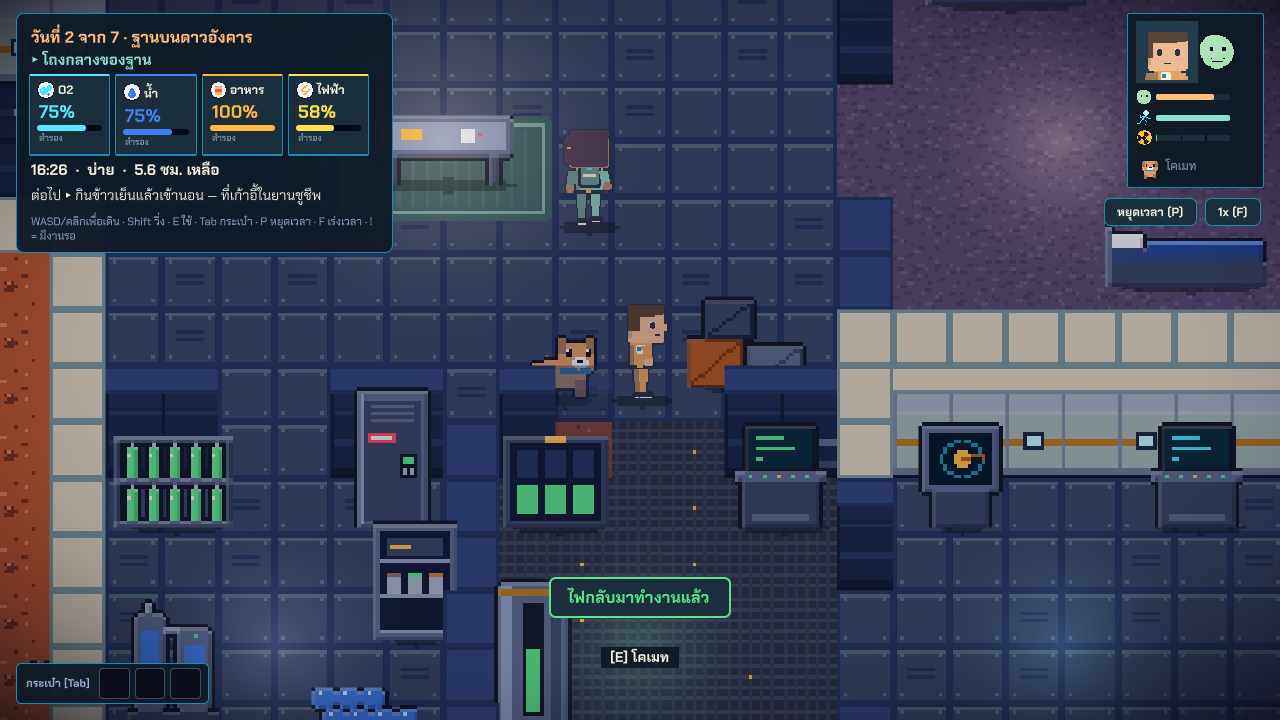 วันที่ 2 จาก 7 · ฐานบนดาวอังคาร
▸ โถงกลางของฐาน
O2 น้ำ อาหาร ไฟฟ้า
75% 75% 100% 58%
สำรอง สำรอง สำรอง สำรอง
16:26 · บ่าย · 5.6 ชม. เหลือ
ต่อไป ▸ กินข้าวเย็นแล้วเข้านอน — ที่เก้าอี้ในยานชูชีพ
WASD/คลิกเพื่อเดิน · Shift วิ่ง · E ใช้ · Tab กระเป๋า · P หยุดเวลา · F เร่งเวลา · !
= มีงานรอ
โคเมท
หยุดเวลา (P) 1x (F)
ไฟกลับมาทำงานแล้ว
[E] โคเมท
กระเป๋า [Tab]